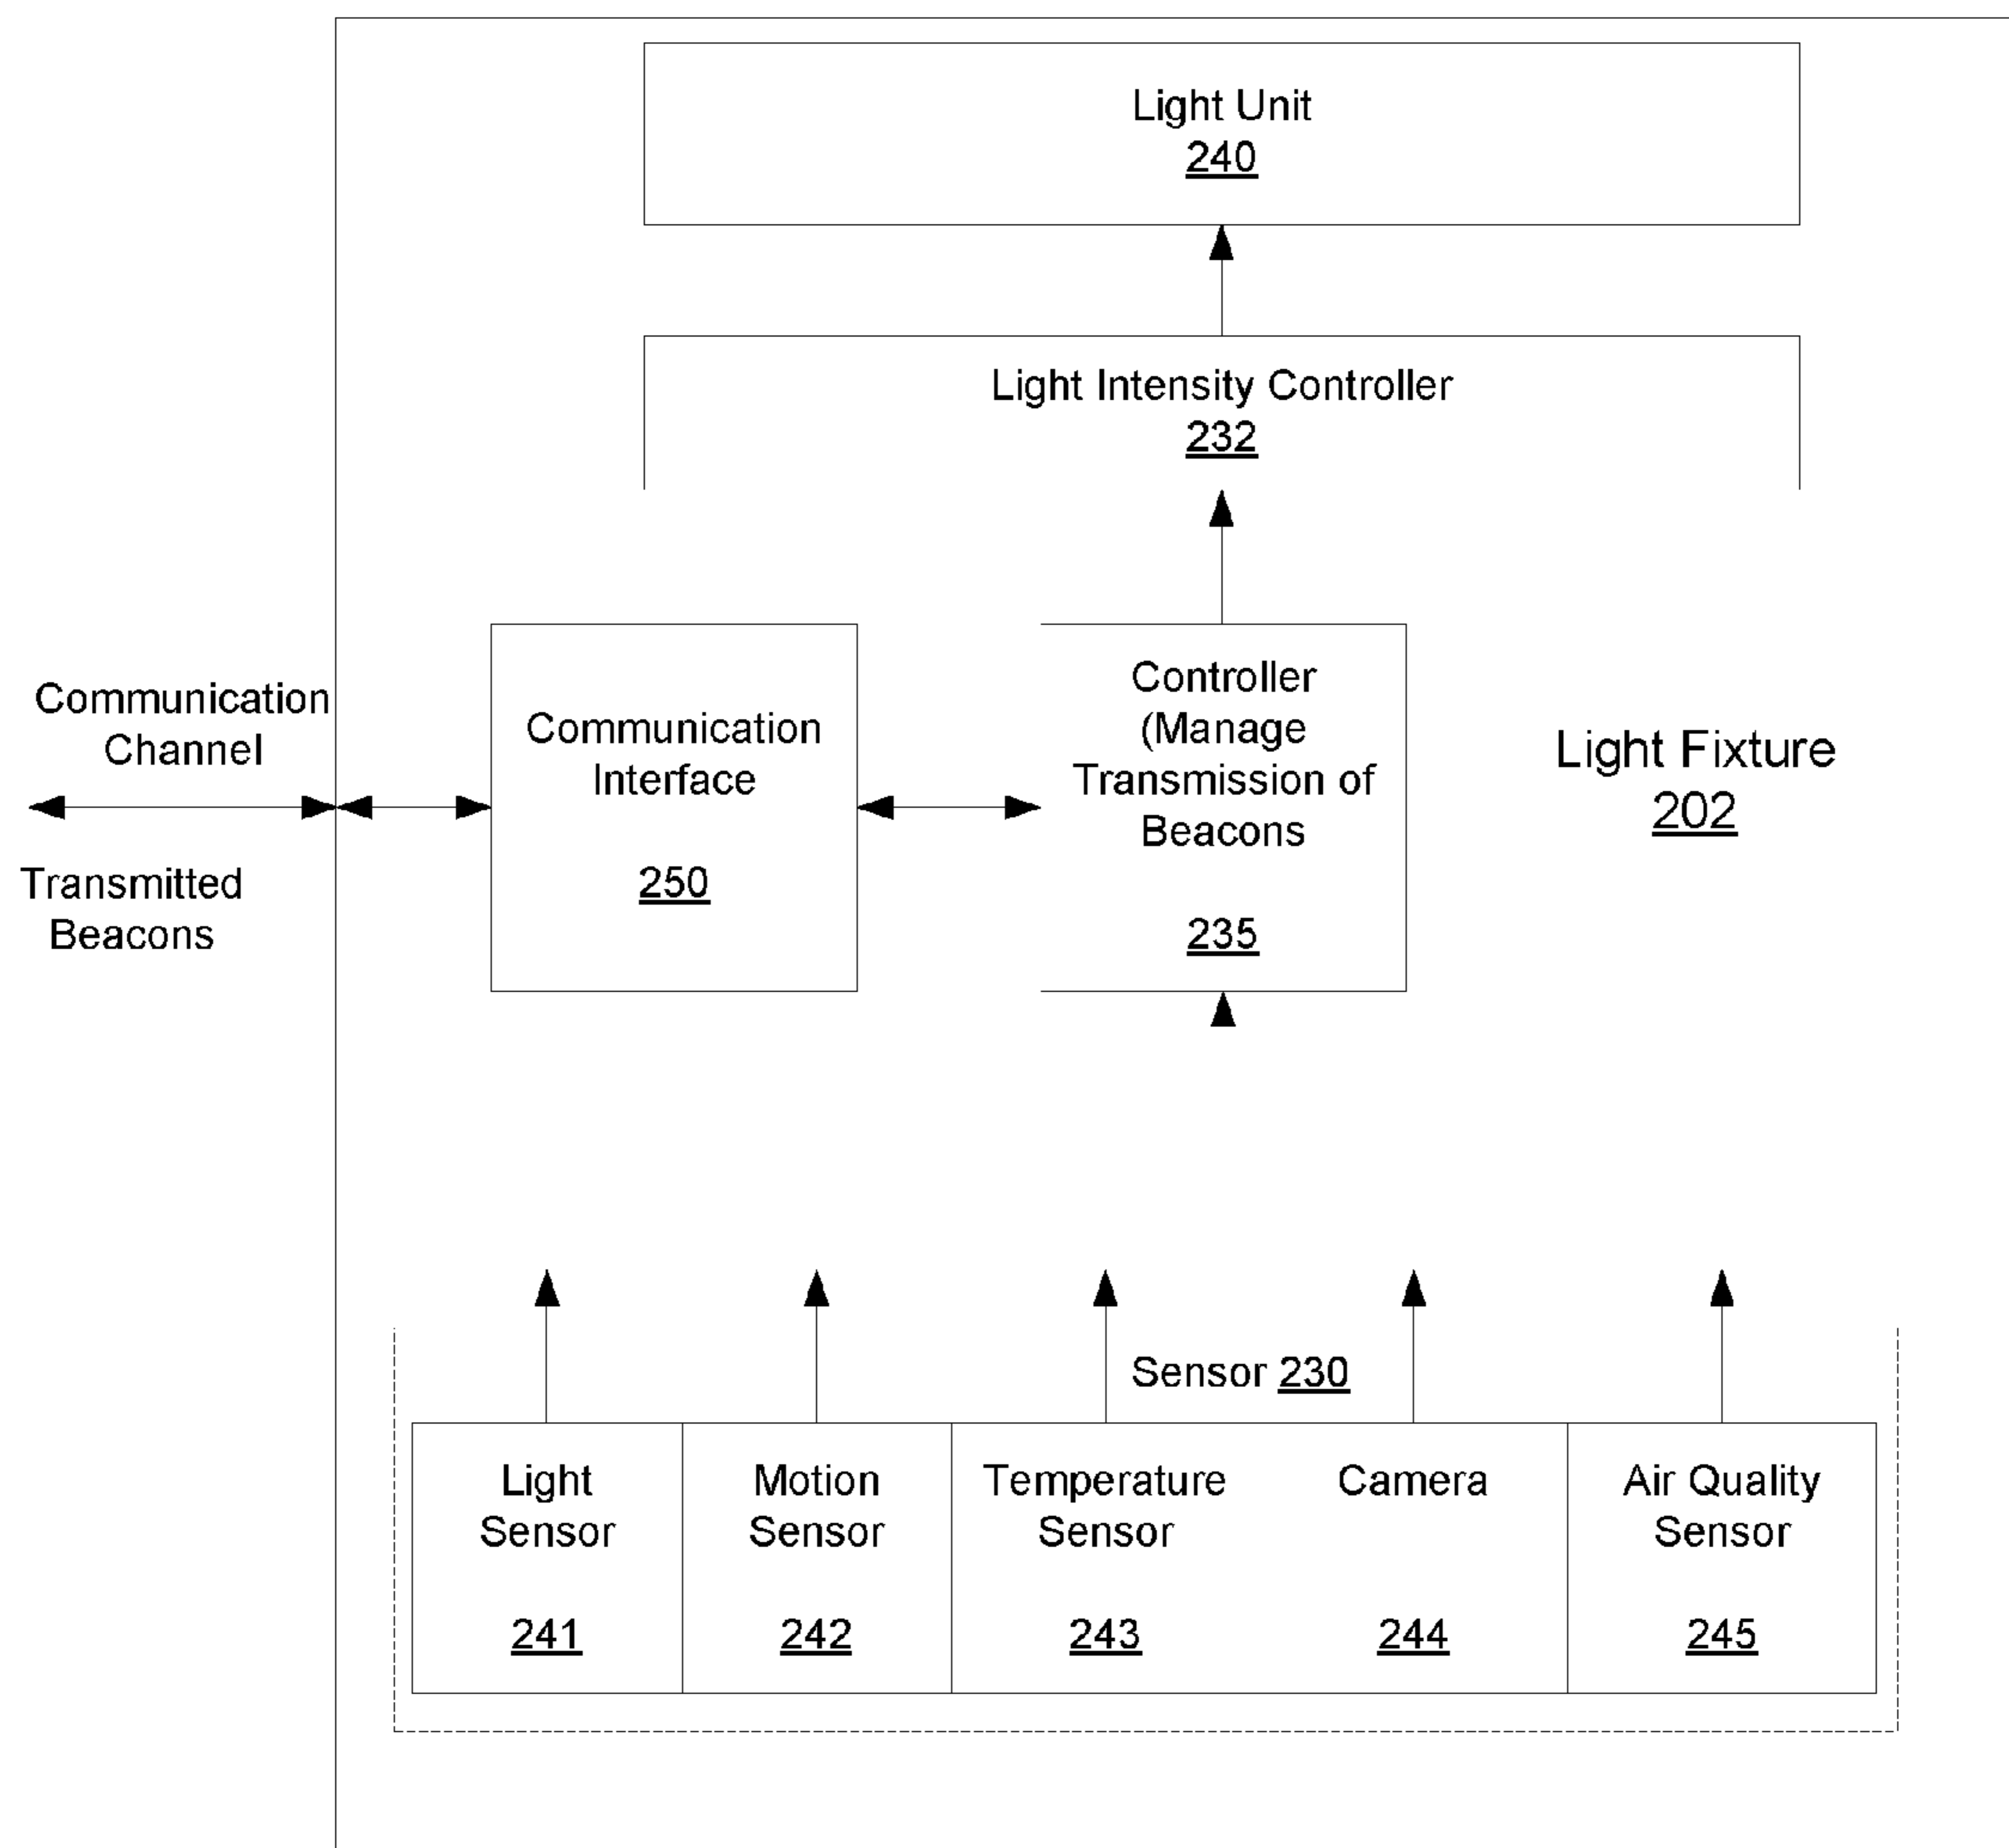 Light Unit
240
Light Intensity Controller
232
Communication
Channel
Transmitted
Beacons
Communication
Interface
250
Controller
(Manage
Transmission of
Beacons
235
Light Fixture
202
Sensor 230
Light
Sensor
241
Motion
Sensor
242
Temperature
Sensor
243
Camera
244
Air Quality
Sensor
245